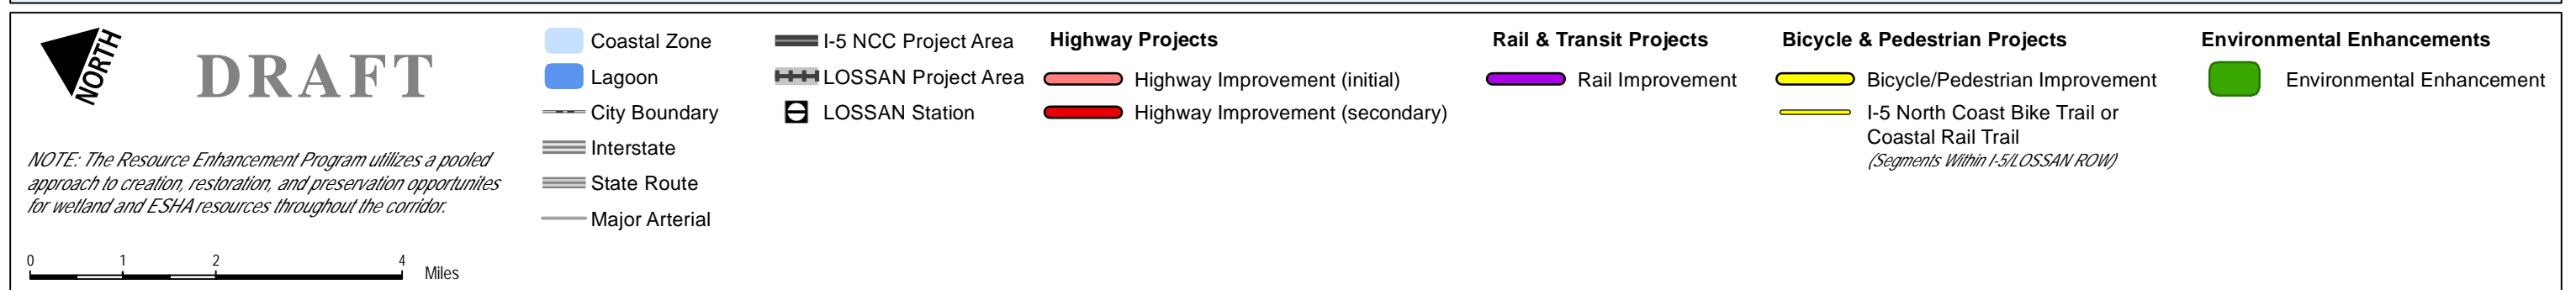 NORTH
DRAFT
NOTE: The Resource Enhancement Program utilizes a pooled
approach to creation, restoration, and preservation opportunites
for wetland and ESHA resources throughout the corridor.
0 1 2 4 Miles
Coastal Zone
Lagoon
City Boundary
Interstate
State Route
Major Arterial
I-5 NCC Project Area
LOSSAN Project Area
LOSSAN Station
Highway Projects
Highway Improvement (initial)
Highway Improvement (secondary)
Rail & Transit Projects
Rail Improvement
Bicycle & Pedestrian Projects
Bicycle/Pedestrian Improvement
I-5 North Coast Bike Trail or
Coastal Rail Trail
(Segments Within I-5/LOSSAN ROW)
Environmental Enhancements
Environmental Enhancement